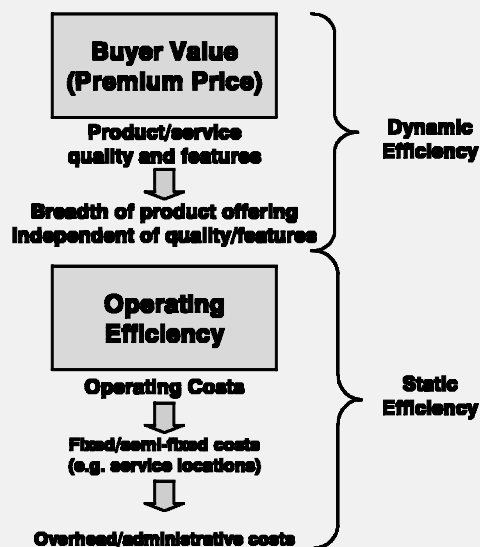 Buyer Value
(Premium Price)
Product/service
quality and features
Breadth of product offering
independent of quality/features
Dynamic
Efficiency
Operating
Efficiency
Operating Costs
Fixed/semi-fixed costs
(e.g. service locations)
Overhead/administrative costs
Static
Efficiency